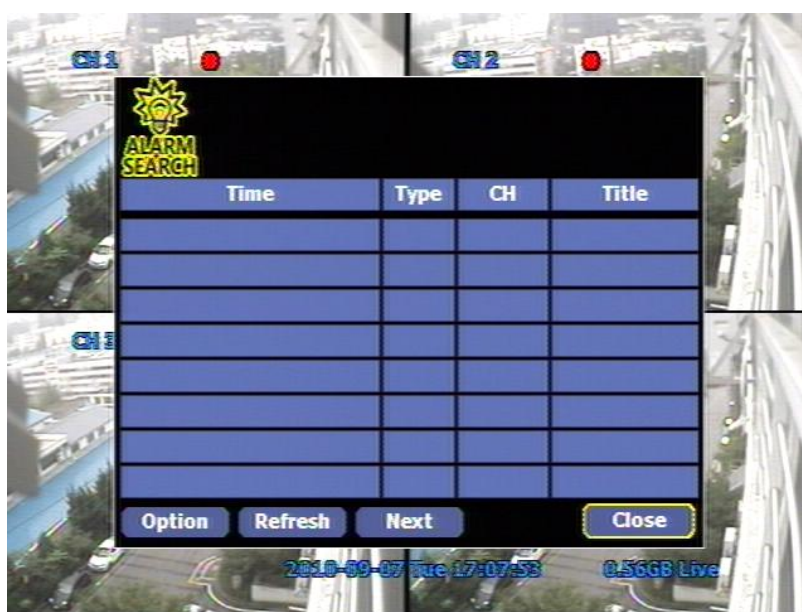 CH 1
CH 2
ALARM
SEARCH
Time Type CH Title
CH 3
Option Refresh Next Close
2010-09-07 Tue 17:07:53 0.56GB Live